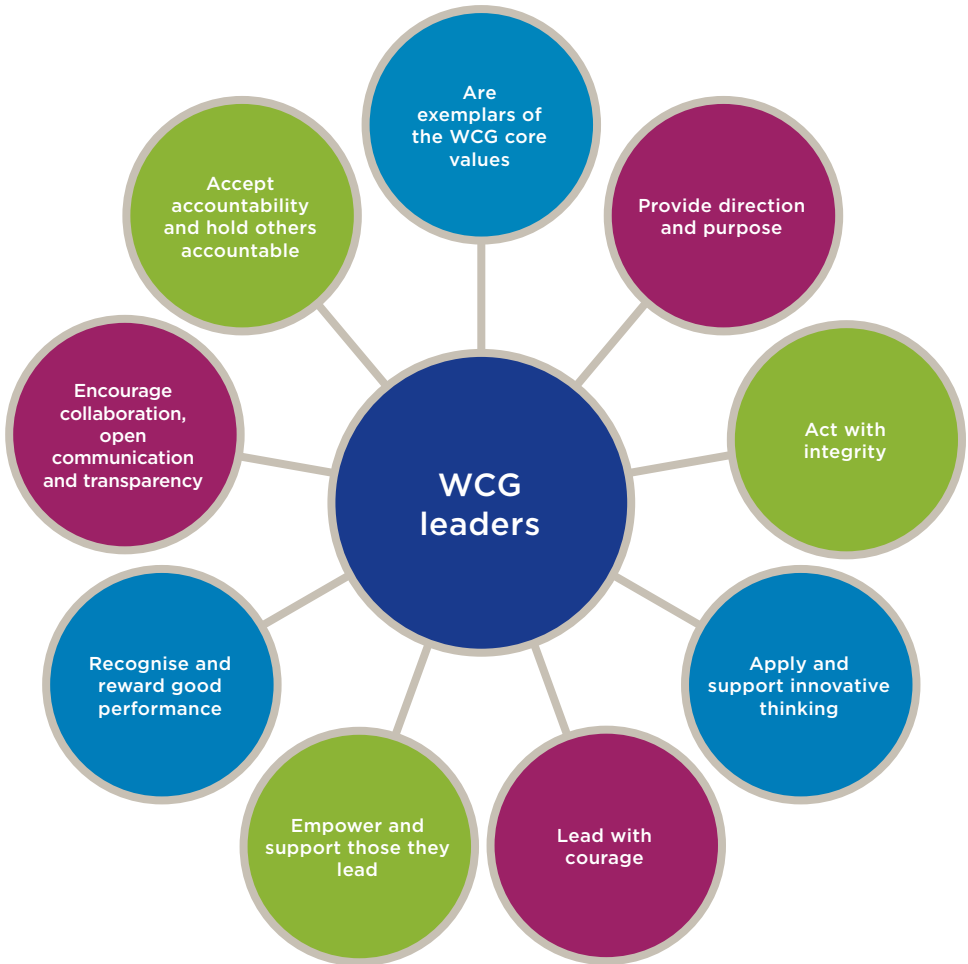 Are
exemplars of
the WCG core
values
Provide direction
and purpose
Act with
integrity
Apply and
support innovative
thinking
Lead with
courage
Empower and
support those they
lead
Recognise and
reward good
performance
Encourage
collaboration,
open
communication
and transparency
Accept
accountability
and hold others
accountable
WCG
leaders